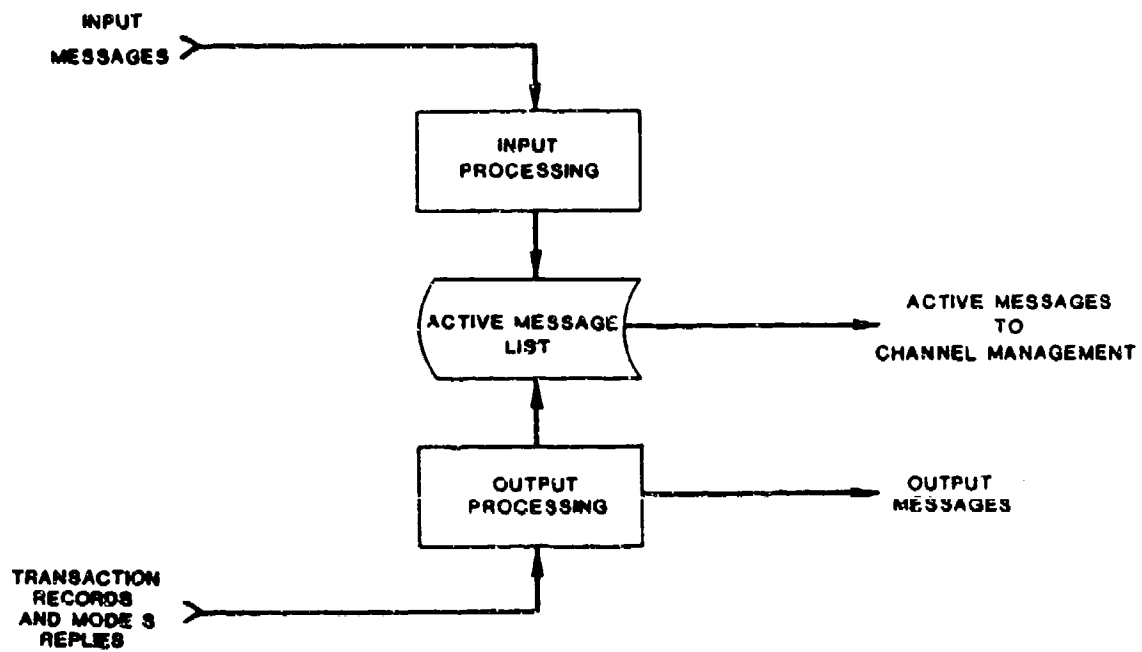 INPUT
MESSAGES
INPUT
PROCESSING
ACTIVE MESSAGE
LIST
ACTIVE MESSAGES
TO
CHANNEL MANAGEMENT
OUTPUT
PROCESSING
OUTPUT
MESSAGES
TRANSACTION
RECORDS
AND MODE S
REPLIES